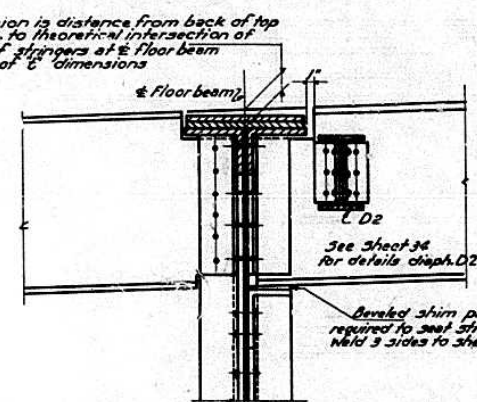 ion is distance from back of top
to theoretical intersection of
f stringers at ℄ floor beam
of "c" dimensions
℄ Floor beam
1"
D2
See Sheet 34
for details diaph. D2
Beveled shim p
required to seat st
Weld 3 sides to she